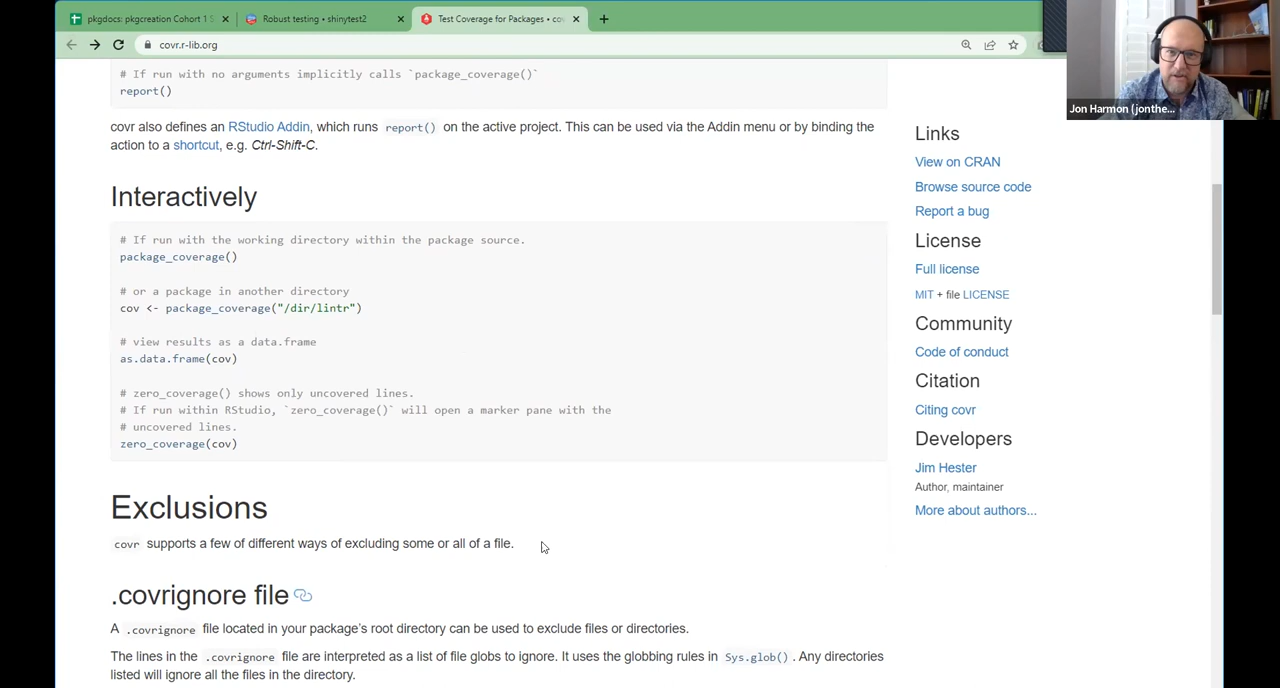 pkgdocs: pkgcreation Cohort 1 S
Robust testing • shinytest2
Test Coverage for Packages • cov
covr.r-lib.org
Jon Harmon (jonthe...
# If run with no arguments implicitly calls `package_coverage()`
report()
covr also defines an RStudio Addin, which runs report() on the active project. This can be used via the Addin menu or by binding the
action to a shortcut, e.g. Ctrl-Shift-C.
Interactively
# If run with the working directory within the package source.
package_coverage()
# or a package in another directory
cov <- package_coverage("/dir/lintr")
# view results as a data.frame
as.data.frame(cov)
# zero_coverage() shows only uncovered lines.
# If run within RStudio, `zero_coverage()` will open a marker pane with the
# uncovered lines.
zero_coverage(cov)
Exclusions
covr supports a few of different ways of excluding some or all of a file.
.covrignore file
A .covrignore file located in your package's root directory can be used to exclude files or directories.
The lines in the .covrignore file are interpreted as a list of file globs to ignore. It uses the globbing rules in Sys.glob() . Any directories
listed will ignore all the files in the directory.
Links
View on CRAN
Browse source code
Report a bug
License
Full license
MIT + file LICENSE
Community
Code of conduct
Citation
Citing covr
Developers
Jim Hester
Author, maintainer
More about authors...